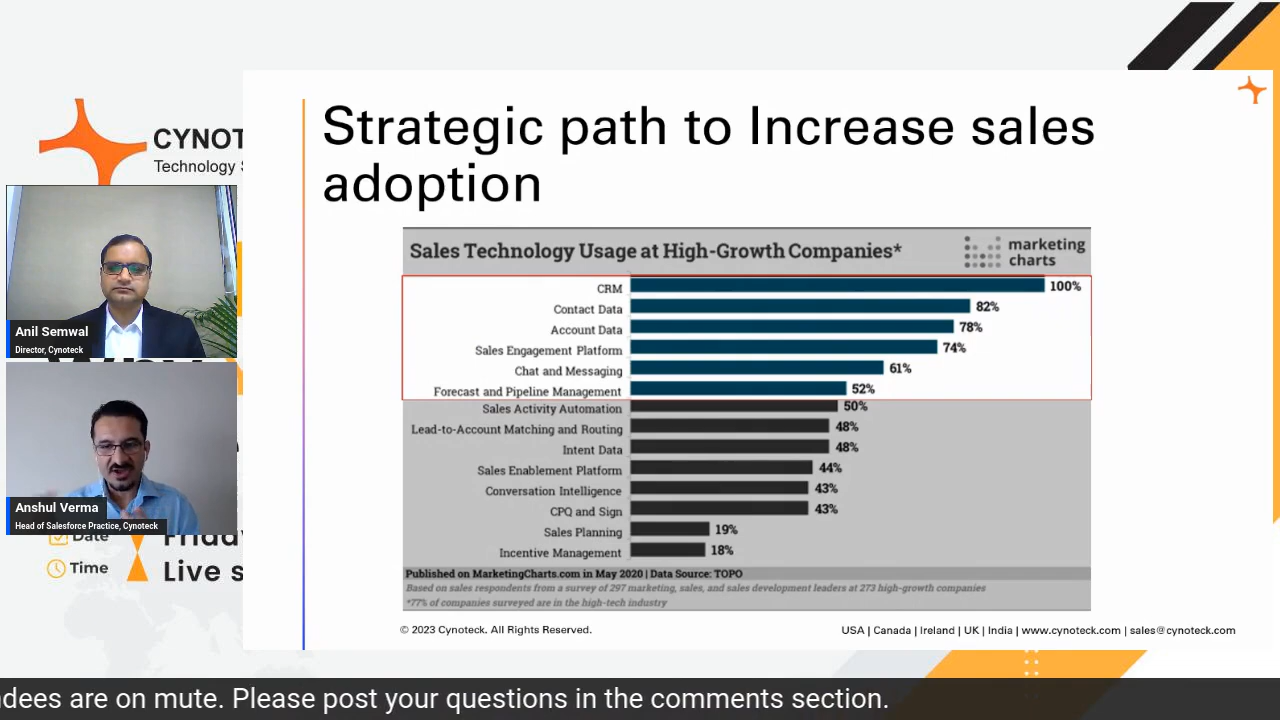 CYNOT
Technology S
Strategic path to Increase sales
adoption
Sales Technology Usage at High-Growth Companies*
marketing
charts
CRM 100%
Contact Data 82%
Account Data 78%
Sales Engagement Platform 74%
Chat and Messaging 61%
Forecast and Pipeline Management 52%
Sales Activity Automation 50%
Lead-to-Account Matching and Routing 48%
Intent Data 48%
Sales Enablement Platform 44%
Conversation Intelligence 43%
CPQ and Sign 43%
Sales Planning 19%
Incentive Management 18%
Published on MarketingCharts.com in May 2020 | Data Source: TOPO
Based on sales respondents from a survey of 297 marketing, sales, and sales development leaders at 273 high-growth companies
*77% of companies surveyed are in the high-tech industry
© 2023 Cynoteck. All Rights Reserved.
USA | Canada | Ireland | UK | India | www.cynoteck.com | sales@cynoteck.com
Anil Semwal
Director, Cynoteck
Anshul Verma
Head of Salesforce Practice, Cynoteck
Date
Friday
Time
Live s
ndees are on mute. Please post your questions in the comments section.